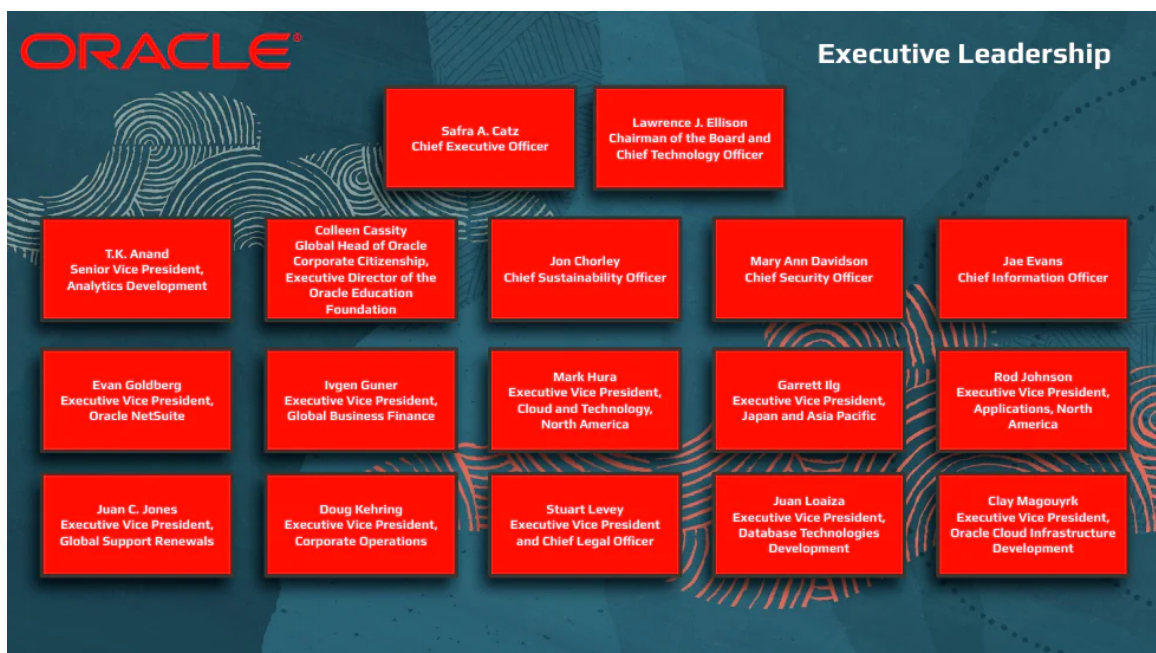 ORACLE®
Executive Leadership
Safra A. Catz
Chief Executive Officer
Lawrence J. Ellison
Chairman of the Board and
Chief Technology Officer
T.K. Anand
Senior Vice President,
Analytics Development
Colleen Cassity
Global Head of Oracle
Corporate Citizenship,
Executive Director of the
Oracle Education
Foundation
Jon Chorley
Chief Sustainability Officer
Mary Ann Davidson
Chief Security Officer
Jae Evans
Chief Information Officer
Evan Goldberg
Executive Vice President,
Oracle NetSuite
Ivgen Guner
Executive Vice President,
Global Business Finance
Mark Hura
Executive Vice President,
Cloud and Technology,
North America
Garrett Ilg
Executive Vice President,
Japan and Asia Pacific
Rod Johnson
Executive Vice President,
Applications, North
America
Juan C. Jones
Executive Vice President,
Global Support Renewals
Doug Kehring
Executive Vice President,
Corporate Operations
Stuart Levey
Executive Vice President
and Chief Legal Officer
Juan Loaiza
Executive Vice President,
Database Technologies
Development
Clay Magouyrk
Executive Vice President,
Oracle Cloud Infrastructure
Development